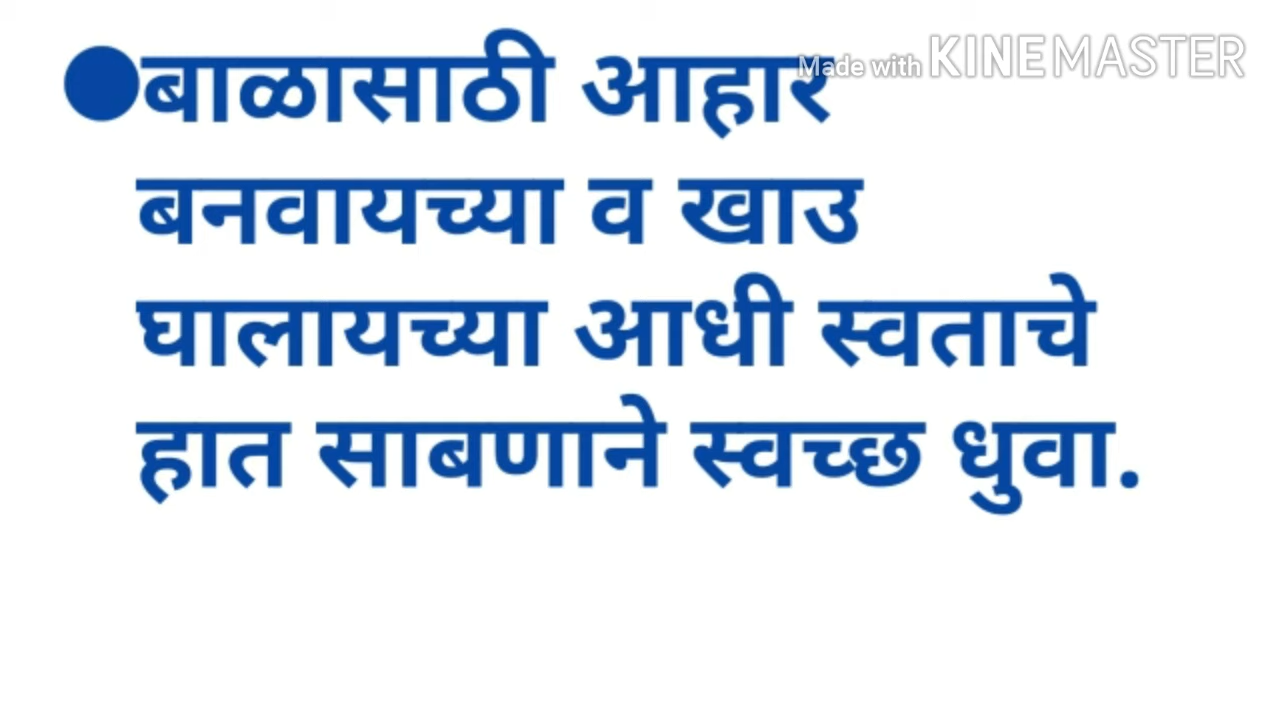 ●बाळासाठी आहार
Made with KINEMASTER
बनवायच्या व खाउ
घालायच्या आधी स्वताचे
हात साबणाने स्वच्छ धुवा.